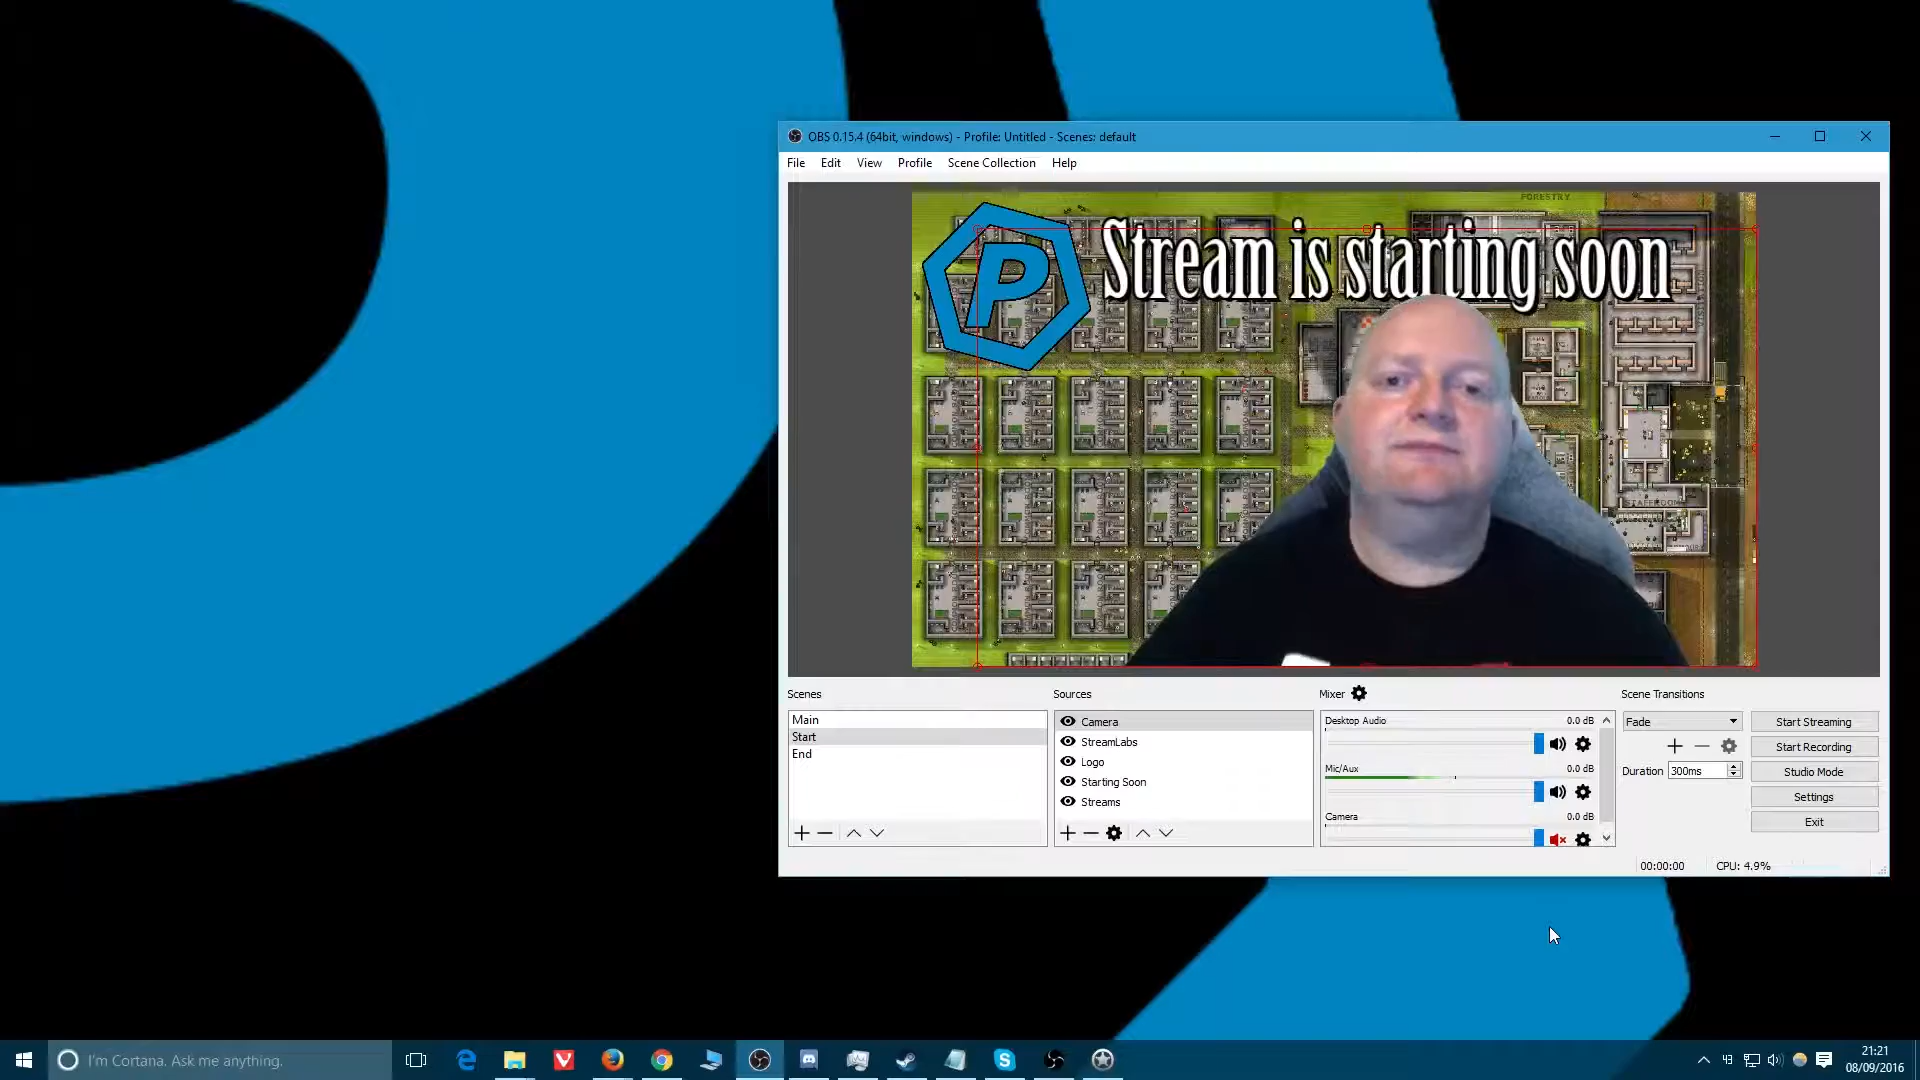 OBS 0.15.4 (64bit, windows) - Profile: Untitled - Scenes: default
File Edit View Profile Scene Collection Help
FORESTRY
P
Stream is starting soon
STAFFROOM
Scenes
Main
Start
End
Sources
Camera
StreamLabs
Logo
Starting Soon
Streams
Mixer
Desktop Audio 0.0 dB
Mic/Aux 0.0 dB
Camera 0.0 dB
Scene Transitions
Fade
Duration 300ms
Start Streaming
Start Recording
Studio Mode
Settings
Exit
00:00:00 CPU: 4.9%
I'm Cortana. Ask me anything.
43
21:21
08/09/2016